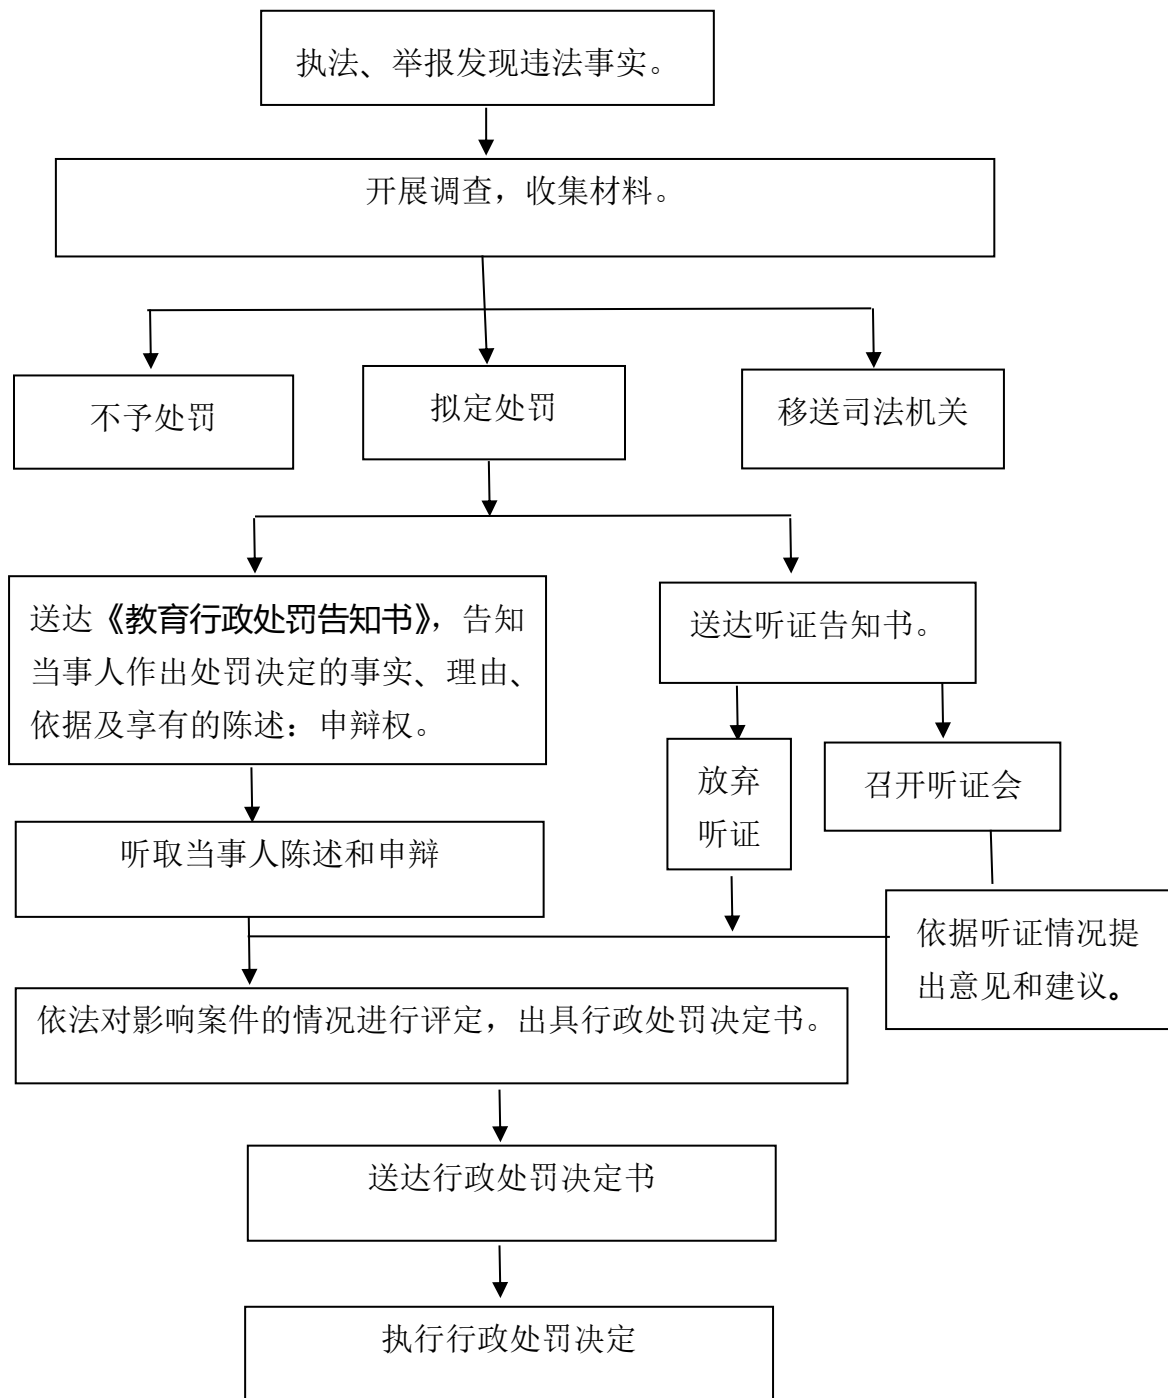 执法、举报发现违法事实。
开展调查，收集材料。
不予处罚
拟定处罚
移送司法机关
送达《教育行政处罚告知书》，告知
当事人作出处罚决定的事实、理由、
依据及享有的陈述：申辩权。
送达听证告知书。
放弃
听证
召开听证会
听取当事人陈述和申辩
依据听证情况提
出意见和建议。
依法对影响案件的情况进行评定，出具行政处罚决定书。
送达行政处罚决定书
执行行政处罚决定